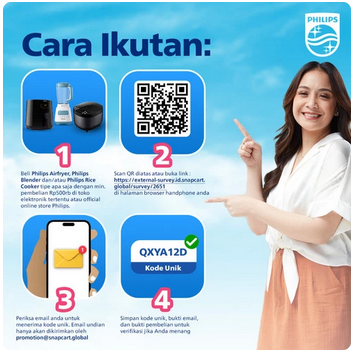 PHILIPS
Cara Ikutan:
1
Beli Philips Airfryer, Philips
Blender dan/atau Philips Rice
Cooker tipe apa saja dengan min.
pembelian Rp500rb di toko
elektronik tertentu atau official
online store Philips.
2
Scan QR diatas atau buka link :
https://external-survey.id.snapcart.
global/survey/2651
di halaman browser handphone anda
3
Periksa email anda untuk
menerima kode unik. Email undian
hanya akan dikirimkan oleh
promotion@snapcart.global
QXYA12D
Kode Unik
4
Simpan kode unik, bukti email,
dan bukti pembelian untuk
verifikasi jika Anda menang